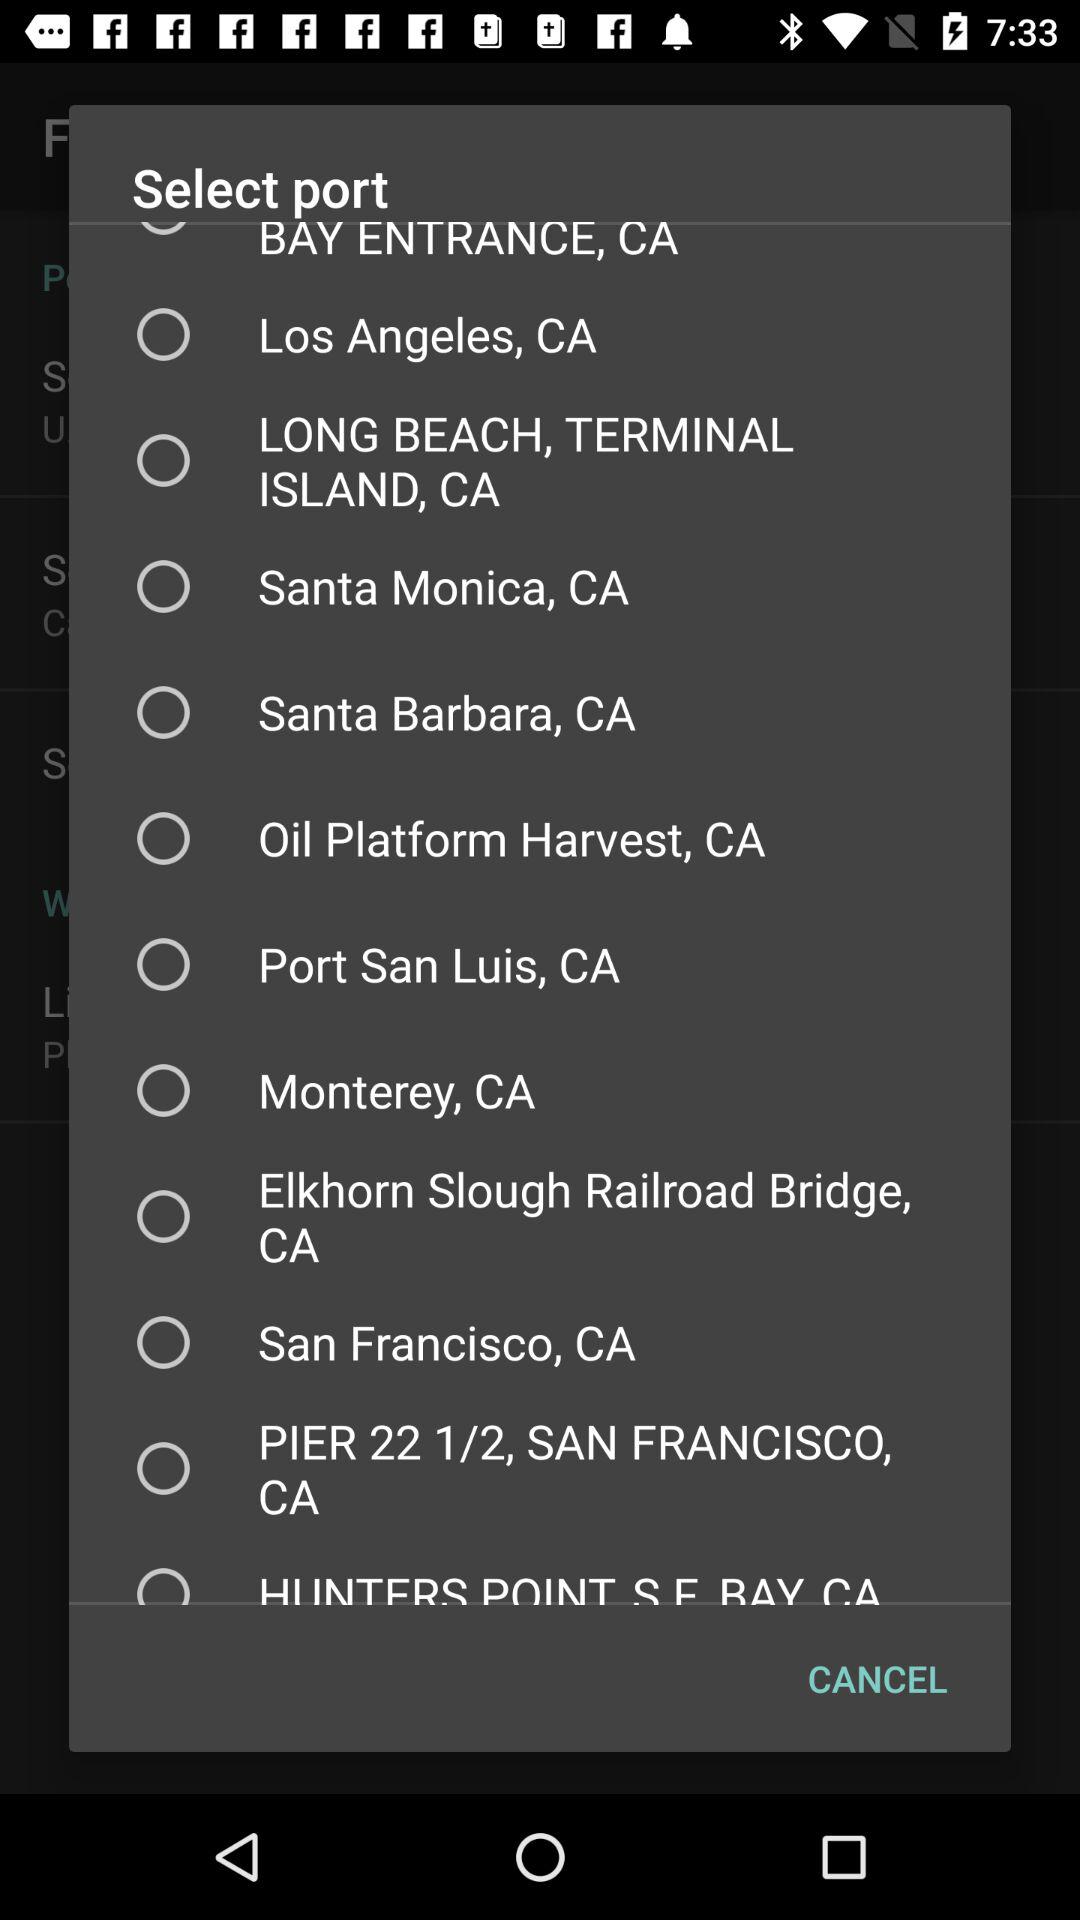 7:33
Select port
BAY ENTRANCE, CA
Los Angeles, CA
LONG BEACH, TERMINAL
ISLAND, CA
Santa Monica, CA
Santa Barbara, CA
Oil Platform Harvest, CA
Port San Luis, CA
Monterey, CA
Elkhorn Slough Railroad Bridge,
CA
San Francisco, CA
PIER 22 1/2, SAN FRANCISCO,
CA
HUNTERS POINT, S.F. BAY, CA
CANCEL